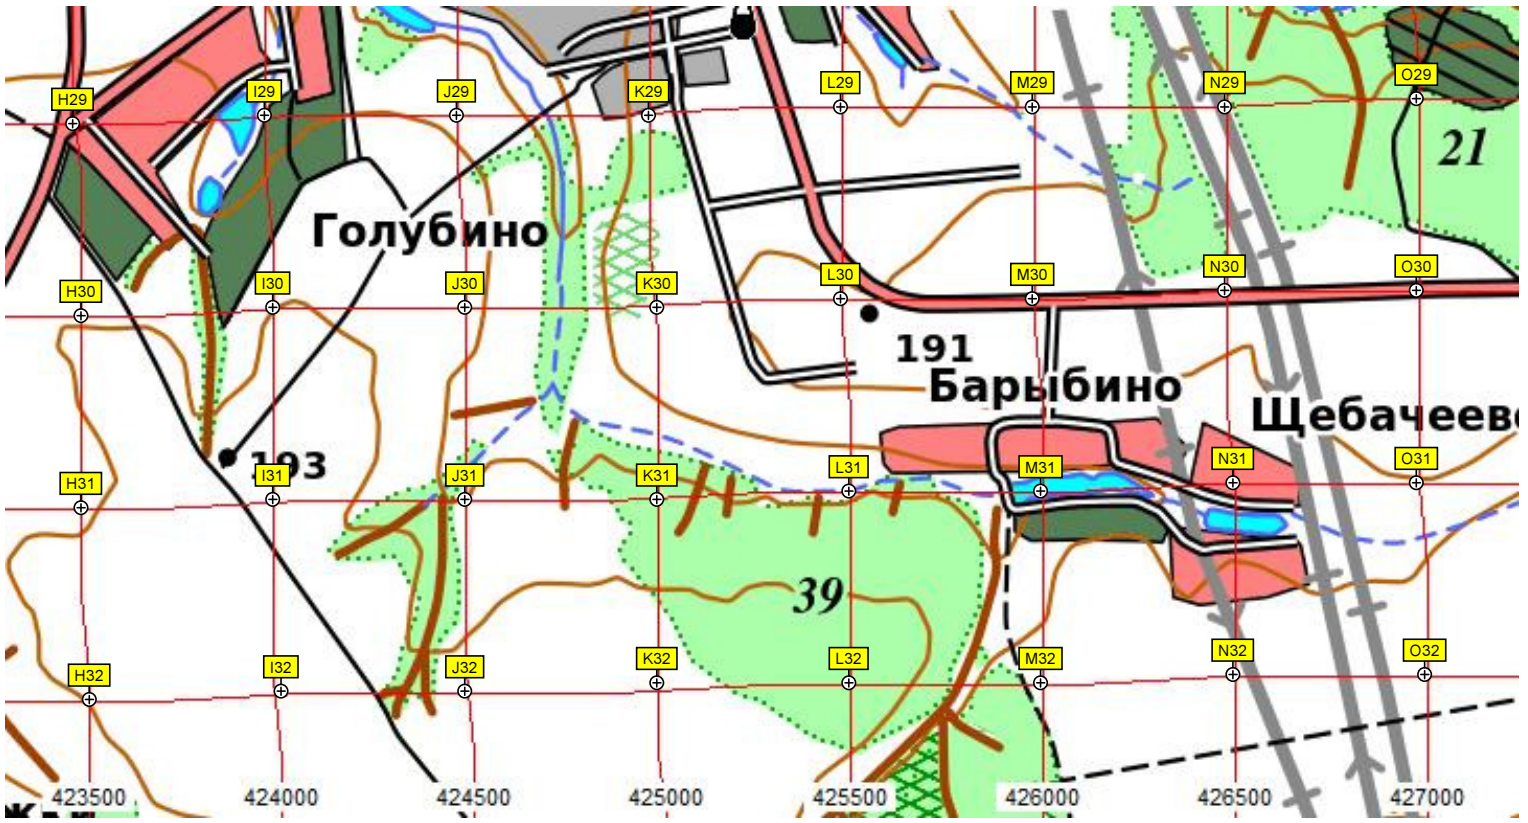 H29 I29 J29 K29 L29 M29 N29 O29
21
Голубино
H30 I30 J30 K30 L30 M30 N30 O30
191
Барыбино
Щебачеево
193
H31 I31 J31 K31 L31 M31 N31 O31
39
H32 I32 J32 K32 L32 M32 N32 O32
423500 424000 424500 425000 425500 426000 426500 427000